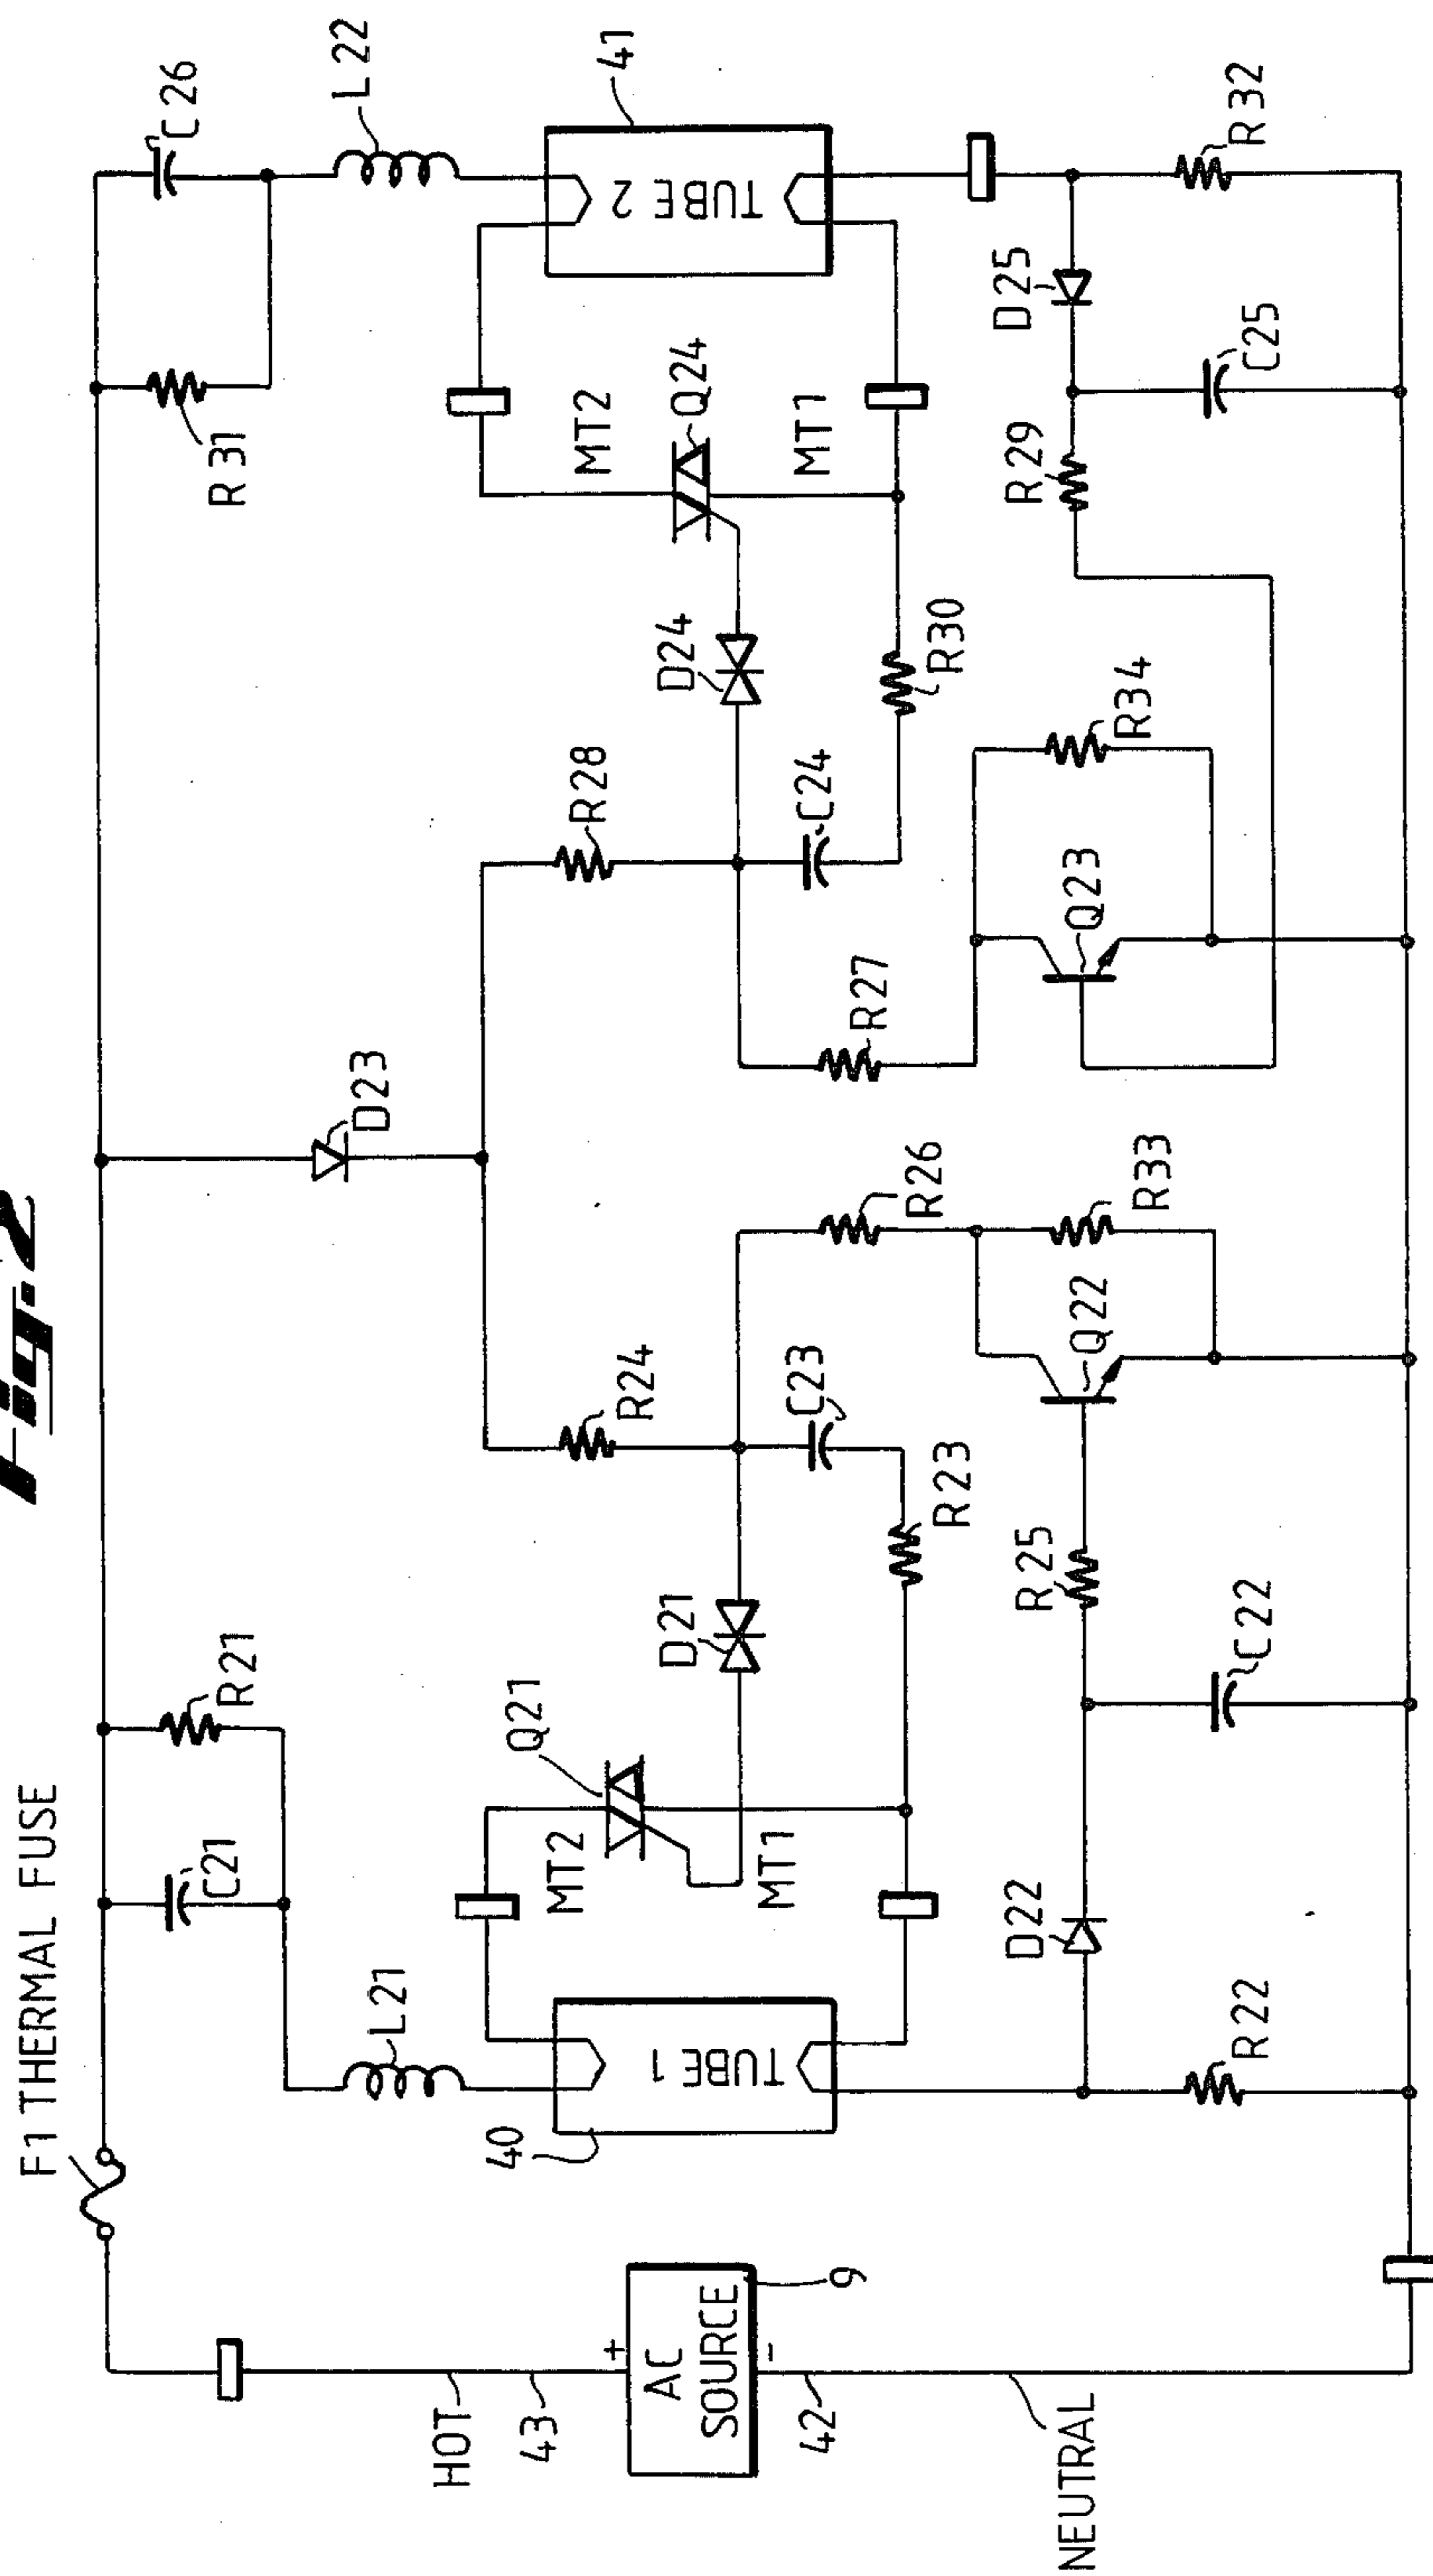 Fig. 2
F1 THERMAL FUSE
C21
R21
D23
R31
C26
L22
41
L21
40
TUBE 1
MT2
Q21
MT1
D21
R24
C23
R23
R28
D24
C24
R30
MT2
Q24
MT1
TUBE 2
HOT
43
AC
SOURCE
+
-
9
42
NEUTRAL
R22
D22
C22
R25
Q22
R26
R33
R27
Q23
R34
R29
D25
C25
R32